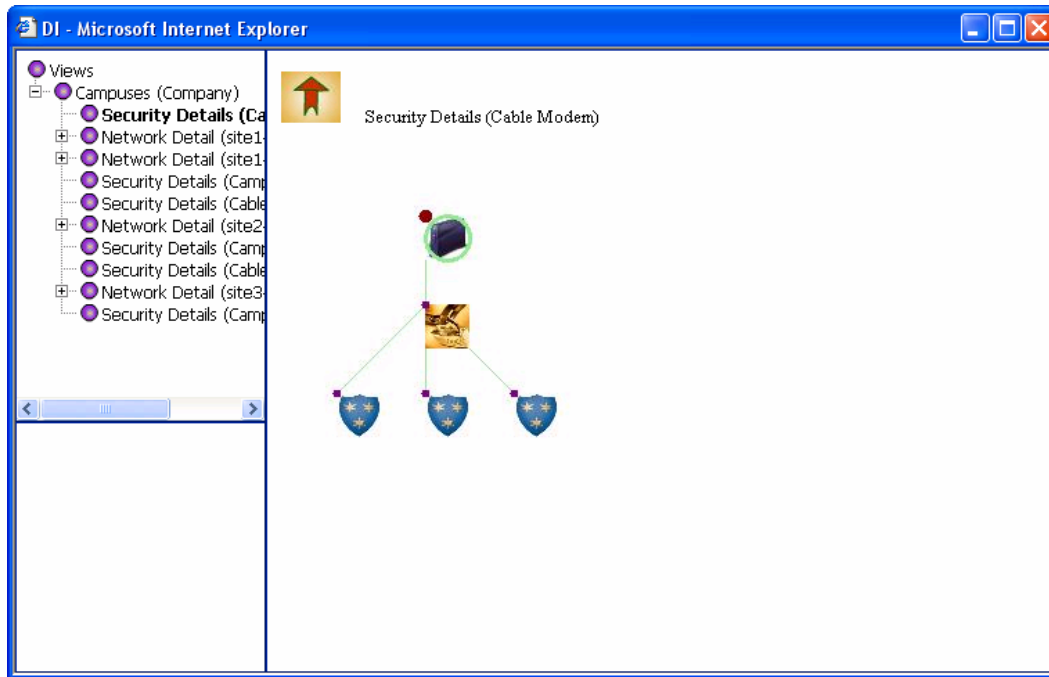 DI - Microsoft Internet Explorer
Views
Campuses (Company)
Security Details (Ca
Network Detail (site1-
Network Detail (site1-
Security Details (Camp
Security Details (Cable
Network Detail (site2-
Security Details (Camp
Security Details (Cable
Network Detail (site3-
Security Details (Camp
Security Details (Cable Modem)